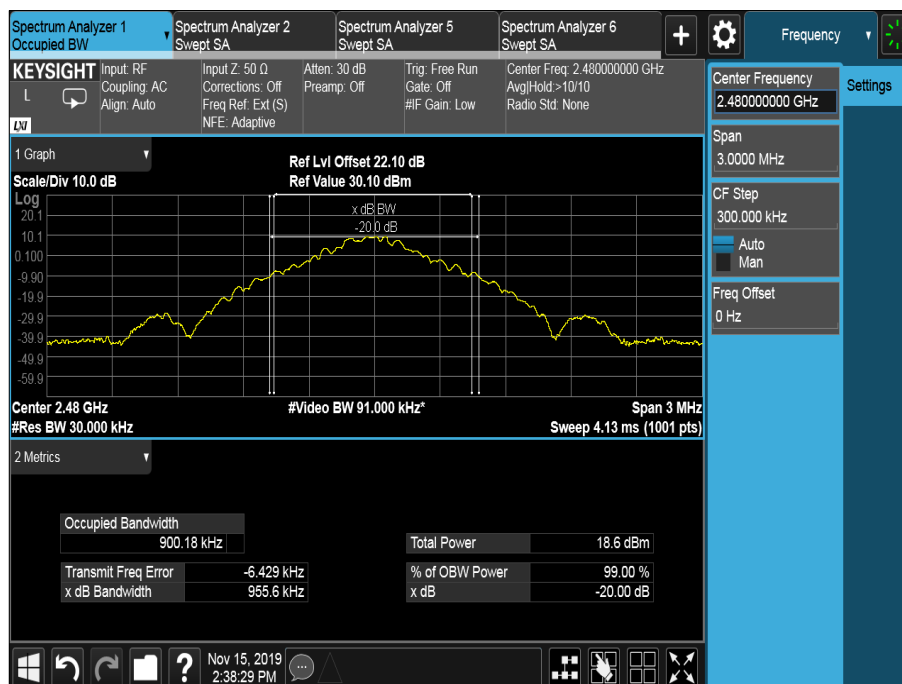 Spectrum Analyzer 1
Occupied BW
Spectrum Analyzer 2
Swept SA
Spectrum Analyzer 5
Swept SA
Spectrum Analyzer 6
Swept SA
Frequency
KEYSIGHT
L
LXI
Input: RF
Coupling: AC
Align: Auto
Input Z: 50 Ω
Corrections: Off
Freq Ref: Ext (S)
NFE: Adaptive
Atten: 30 dB
Preamp: Off
Trig: Free Run
Gate: Off
#IF Gain: Low
Center Freq: 2.480000000 GHz
Avg|Hold:>10/10
Radio Std: None
Center Frequency
2.480000000 GHz
Settings
Span
3.0000 MHz
CF Step
300.000 kHz
Auto
Man
Freq Offset
0 Hz
1 Graph
Scale/Div 10.0 dB
Ref Lvl Offset 22.10 dB
Ref Value 30.10 dBm
Log
20.1
10.1
0.100
-9.90
-19.9
-29.9
-39.9
-49.9
-59.9
x dB BW
-20.0 dB
Center 2.48 GHz
#Res BW 30.000 kHz
#Video BW 91.000 kHz*
Span 3 MHz
Sweep 4.13 ms (1001 pts)
2 Metrics
Occupied Bandwidth
900.18 kHz
Transmit Freq Error -6.429 kHz
x dB Bandwidth 955.6 kHz
Total Power 18.6 dBm
% of OBW Power 99.00 %
x dB -20.00 dB
Nov 15, 2019
2:38:29 PM